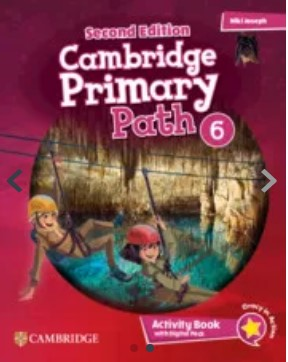 Niki Joseph
Second Edition
Cambridge
Primary
Path 6
Activity Book
with Digital Pack
CAMBRIDGE